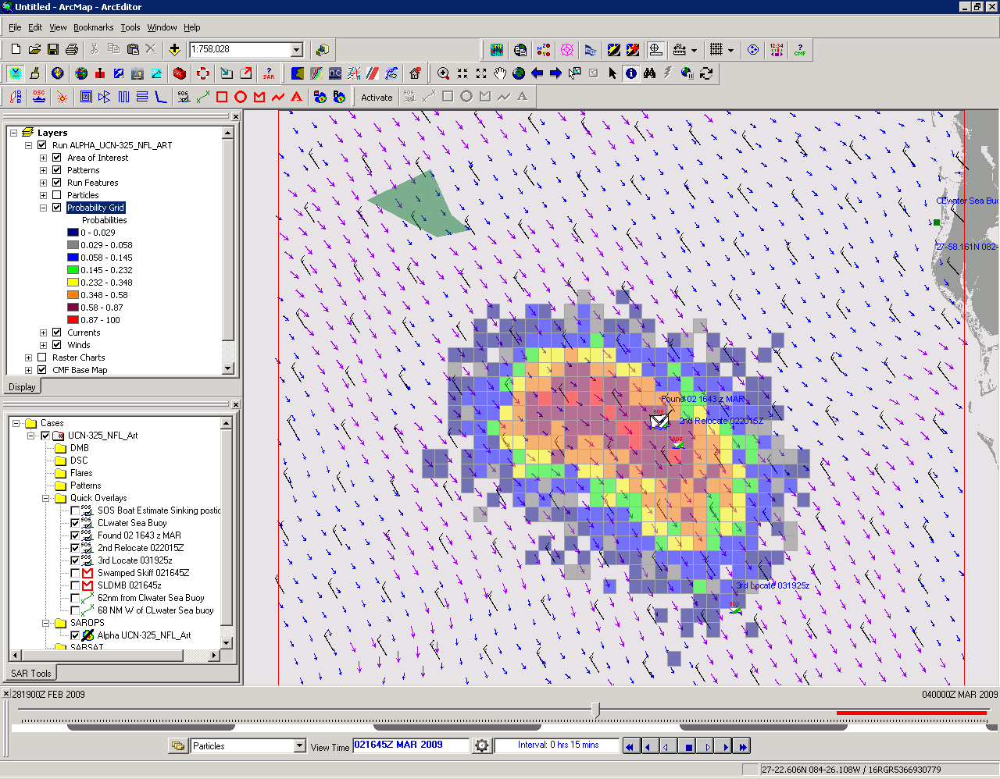 Untitled - ArcMap - ArcEditor
File Edit View Bookmarks Tools Window Help
1:758,028
Activate
Layers
Run ALPHA_UCN-325_NFL_ART
Area of Interest
Patterns
Run Features
Particles
Probability Grid
Probabilities
0 - 0.029
0.029 - 0.058
0.058 - 0.145
0.145 - 0.232
0.232 - 0.348
0.348 - 0.58
0.58 - 0.87
0.87 - 100
Currents
Winds
Raster Charts
CMF Base Map
Display
Cases
UCN-325_NFL_Art
DMB
DSC
Flares
Patterns
Quick Overlays
SOS Boat Estimate Sinking postic
CLwater Sea Buoy
Found 02 1643 z MAR
2nd Relocate 022015Z
3rd Locate 031925z
Swamped Skiff 021645Z
SLDMB 021645z
62nm from Clwater Sea Buoy
68 NM W of CLwater Sea buoy
SAROPS
Alpha UCN-325_NFL_Art
SARSAT
SAR Tools
CLwater Sea Buo
27-58.161N 082-
Found 02 1643 z MAR
SOS
2nd Relocate 022015Z
SOS
3rd Locate 031925z
SOS
281900Z FEB 2009
040000Z MAR 2009
Particles
View Time
021645Z MAR 2009
Interval: 0 hrs 15 mins
27-22.606N 084-26.108W / 16RGR5366930779